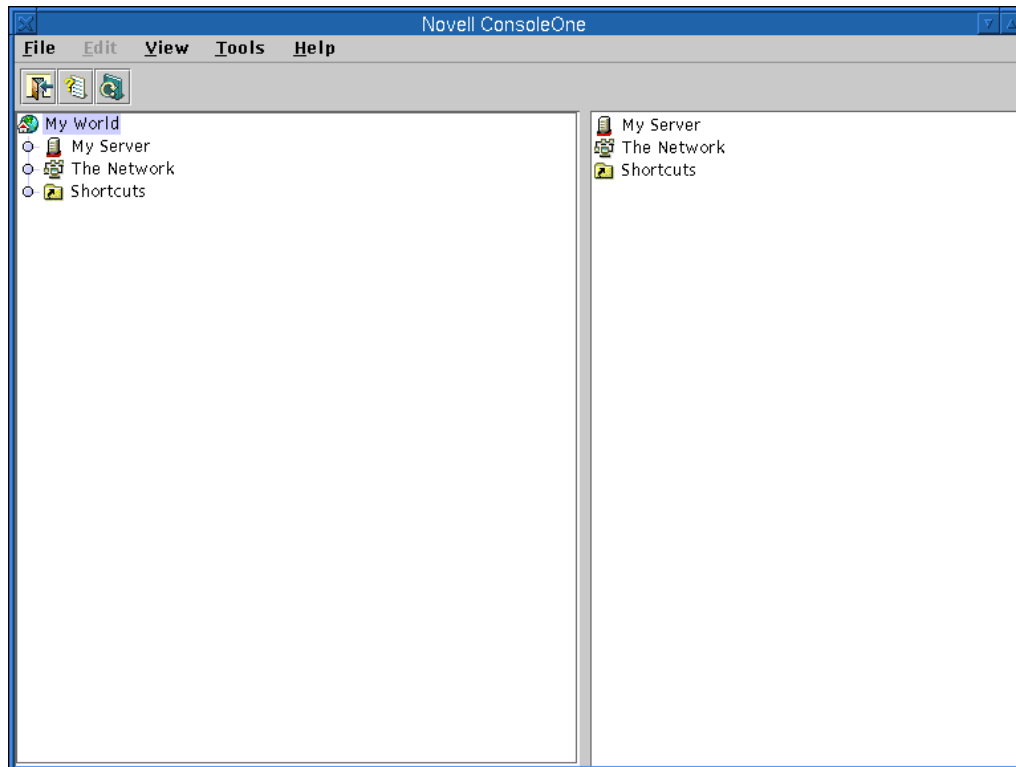 Novell ConsoleOne
File Edit View Tools Help
My World
My Server
The Network
Shortcuts
My Server
The Network
Shortcuts